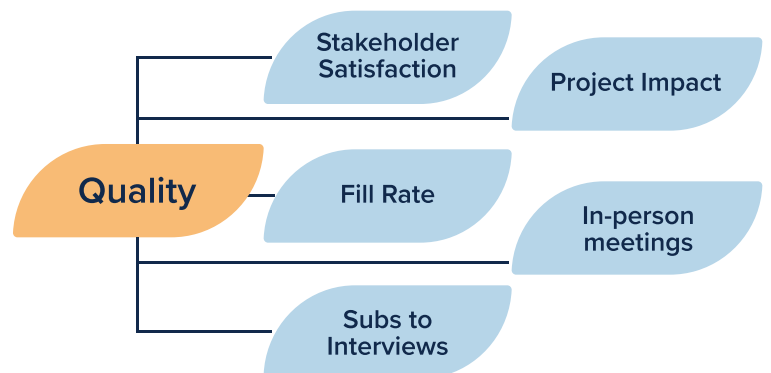 Stakeholder
Satisfaction
Project Impact
Quality
Fill Rate
In-person
meetings
Subs to
Interviews